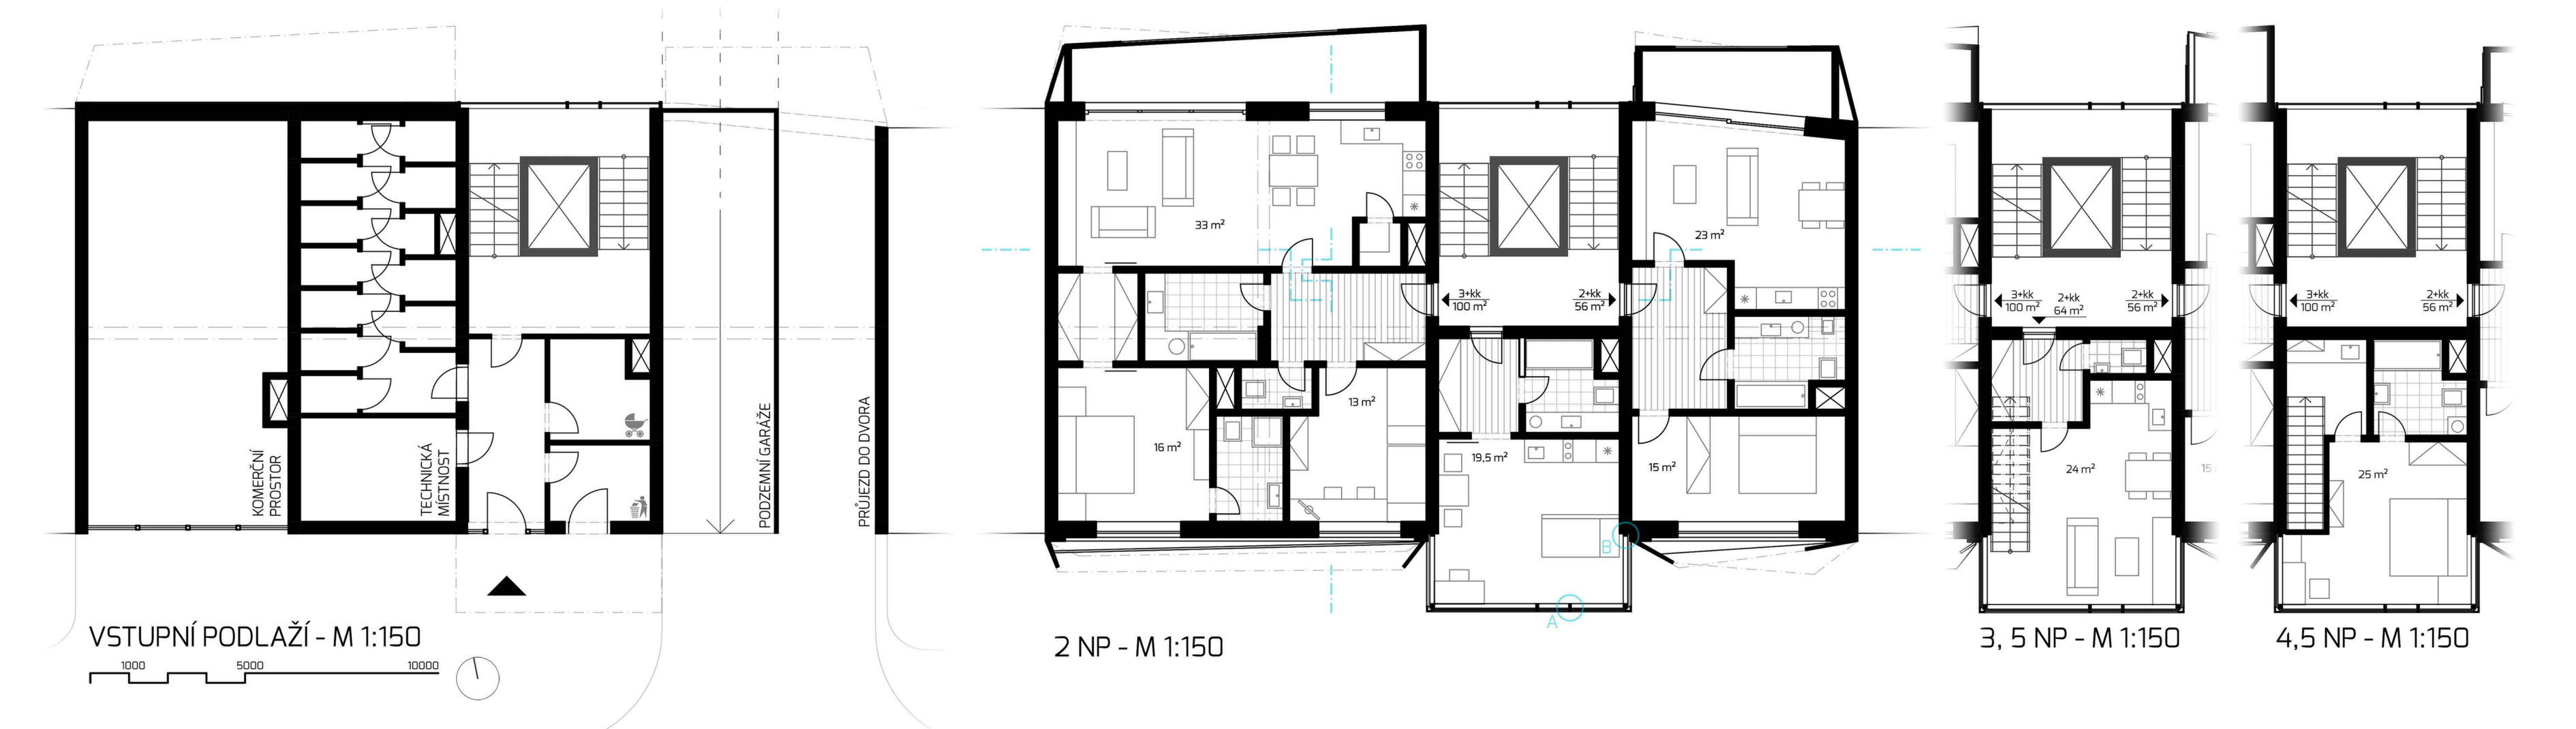 KOMERČNÍ
PROSTOR
TECHNICKÁ
MÍSTNOST
PODZEMNÍ GARÁŽE
PRŮJEZD DO DVORA
VSTUPNÍ PODLAŽÍ - M 1:150
1000 5000 10000
33 m²
3+kk
100 m²
2+kk
56 m²
23 m²
16 m²
13 m²
19,5 m²
15 m²
B
A
2 NP - M 1:150
3+kk
100 m²
2+kk
64 m²
2+kk
56 m²
24 m²
15
3, 5 NP - M 1:150
3+kk
100 m²
2+kk
56 m²
25 m²
4,5 NP - M 1:150